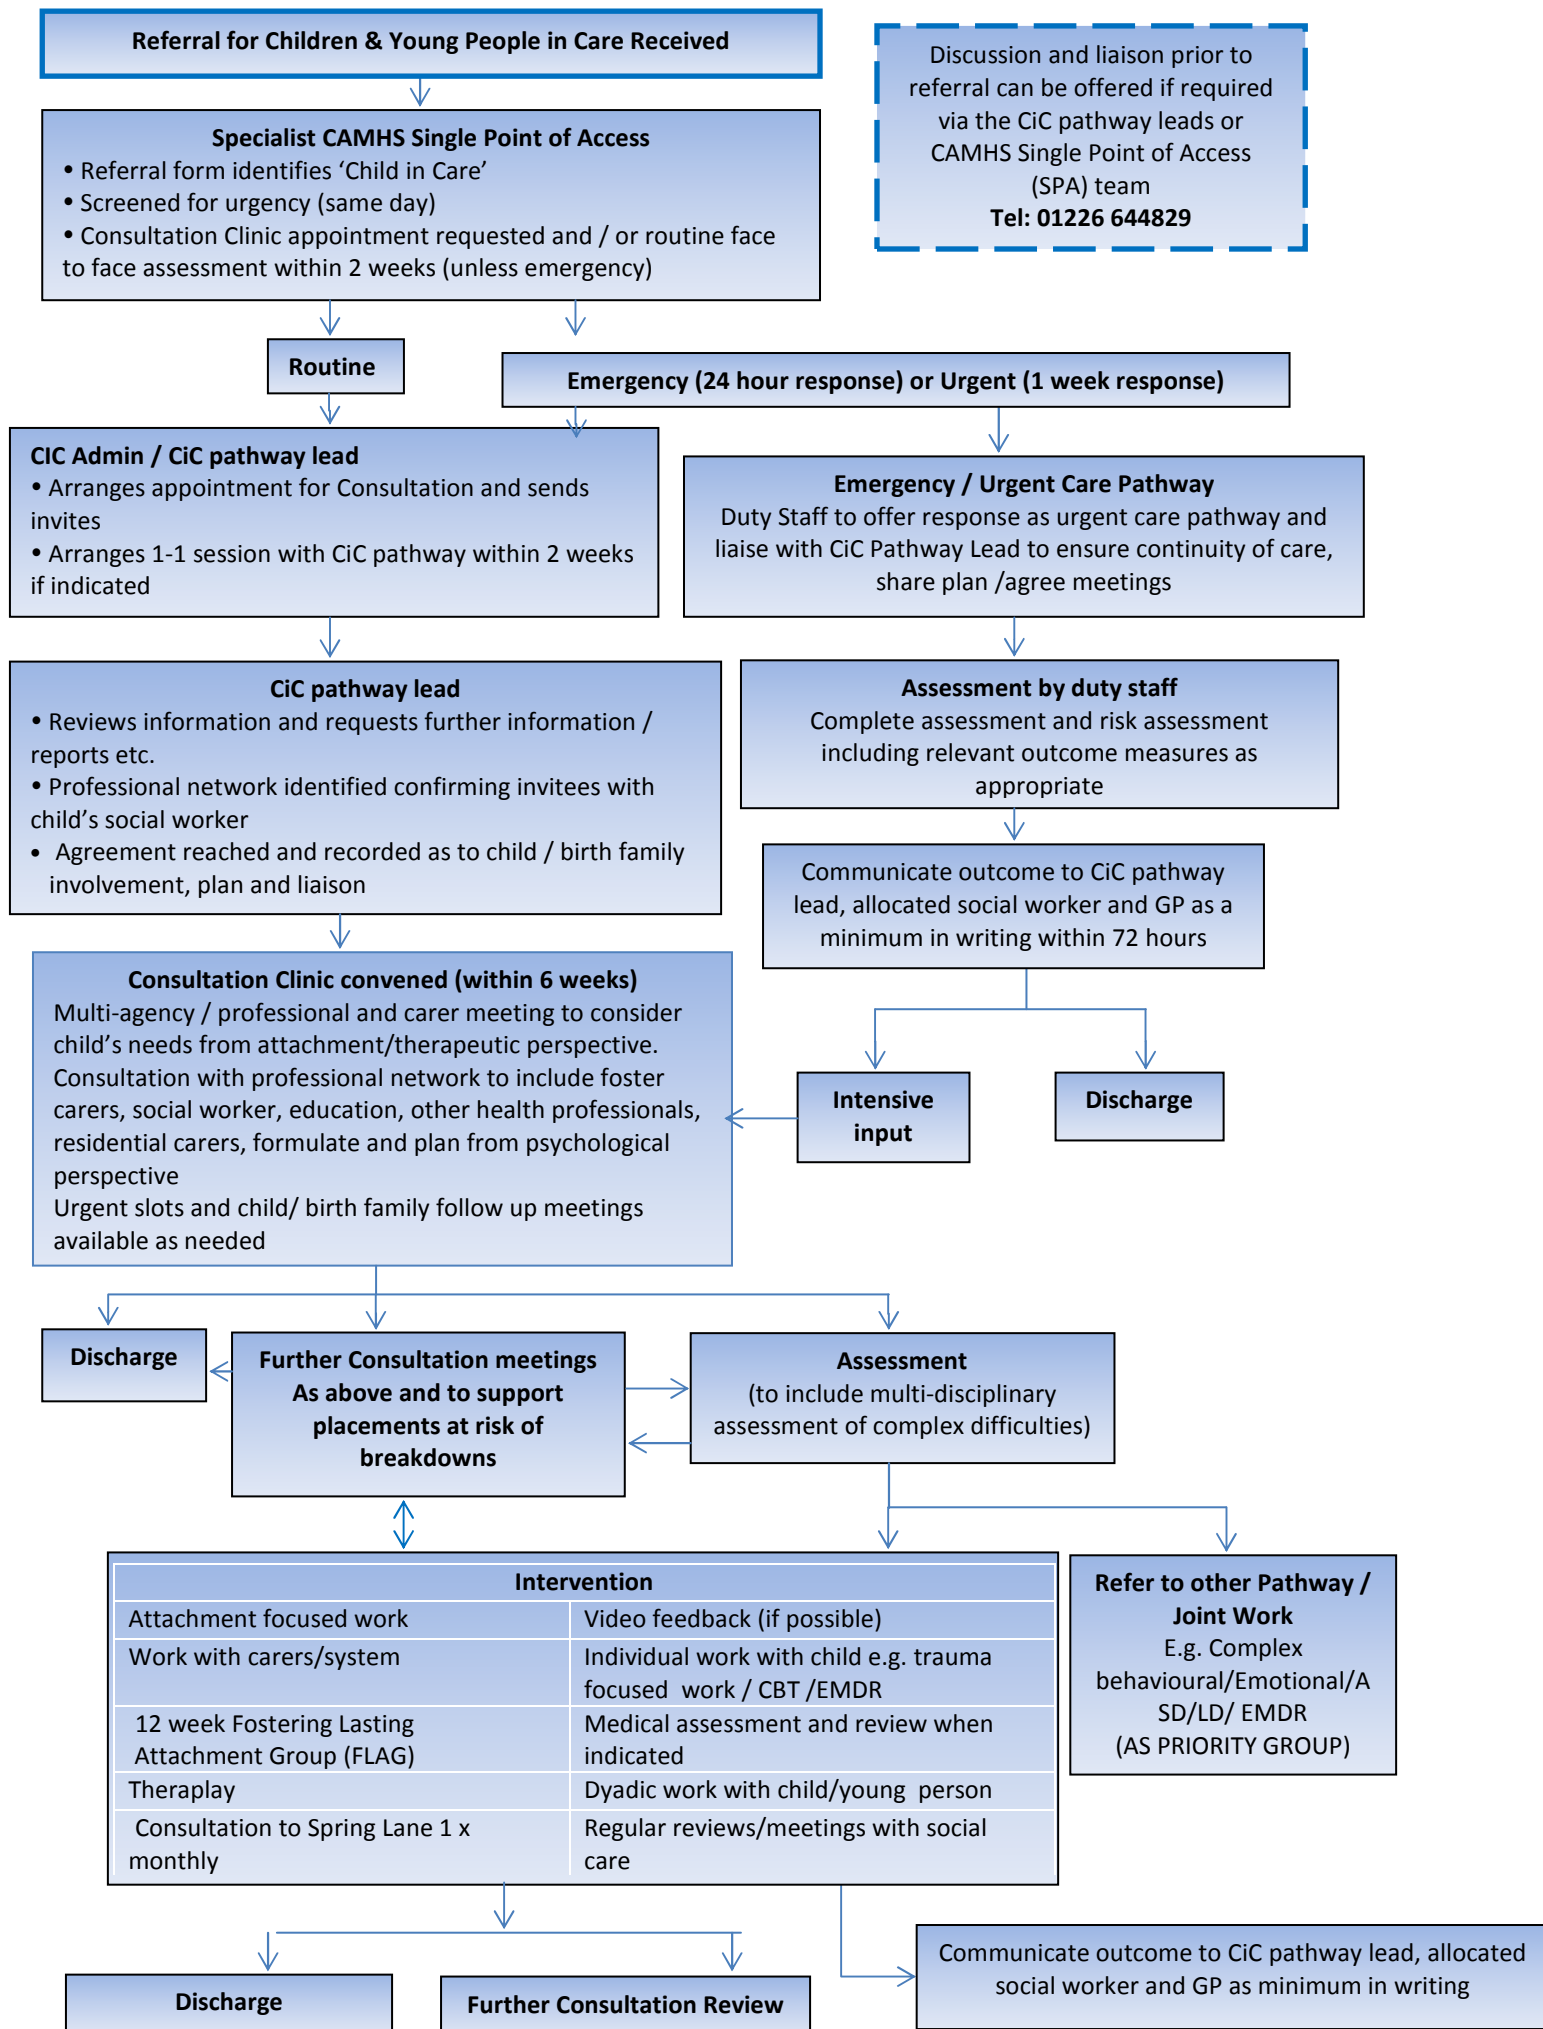 Referral for Children & Young People in Care Received
Discussion and liaison prior to
referral can be offered if required
via the CiC pathway leads or
CAMHS Single Point of Access
(SPA) team
Tel: 01226 644829
Specialist CAMHS Single Point of Access
• Referral form identifies ‘Child in Care’
• Screened for urgency (same day)
• Consultation Clinic appointment requested and / or routine face
to face assessment within 2 weeks (unless emergency)
Routine
Emergency (24 hour response) or Urgent (1 week response)
CIC Admin / CiC pathway lead
• Arranges appointment for Consultation and sends
invites
• Arranges 1-1 session with CiC pathway within 2 weeks
if indicated
Emergency / Urgent Care Pathway
Duty Staff to offer response as urgent care pathway and
liaise with CiC Pathway Lead to ensure continuity of care,
share plan /agree meetings
CiC pathway lead
• Reviews information and requests further information /
reports etc.
• Professional network identified confirming invitees with
child’s social worker
• Agreement reached and recorded as to child / birth family
involvement, plan and liaison
Assessment by duty staff
Complete assessment and risk assessment
including relevant outcome measures as
appropriate
Communicate outcome to CiC pathway
lead, allocated social worker and GP as a
minimum in writing within 72 hours
Consultation Clinic convened (within 6 weeks)
Multi-agency / professional and carer meeting to consider
child’s needs from attachment/therapeutic perspective.
Consultation with professional network to include foster
carers, social worker, education, other health professionals,
residential carers, formulate and plan from psychological
perspective
Urgent slots and child/ birth family follow up meetings
available as needed
Intensive
input
Discharge
Discharge
Further Consultation meetings
As above and to support
placements at risk of
breakdowns
Assessment
(to include multi-disciplinary
assessment of complex difficulties)
Intervention
Attachment focused work
Video feedback (if possible)
Work with carers/system
Individual work with child e.g. trauma
focused work / CBT /EMDR
12 week Fostering Lasting
Attachment Group (FLAG)
Medical assessment and review when
indicated
Theraplay
Dyadic work with child/young person
Consultation to Spring Lane 1 x
monthly
Regular reviews/meetings with social
care
Refer to other Pathway /
Joint Work
E.g. Complex
behavioural/Emotional/A
SD/LD/ EMDR
(AS PRIORITY GROUP)
Discharge
Further Consultation Review
Communicate outcome to CiC pathway lead, allocated
social worker and GP as minimum in writing